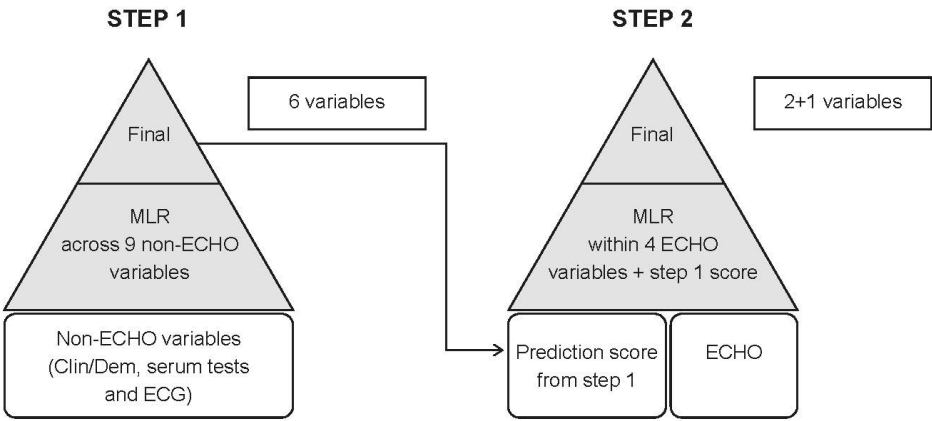 STEP 1
6 variables
Final
MLR
across 9 non-ECHO
variables
Non-ECHO variables
(Clin/Dem, serum tests
and ECG)
STEP 2
2+1 variables
Final
MLR
within 4 ECHO
variables + step 1 score
Prediction score
from step 1
ECHO